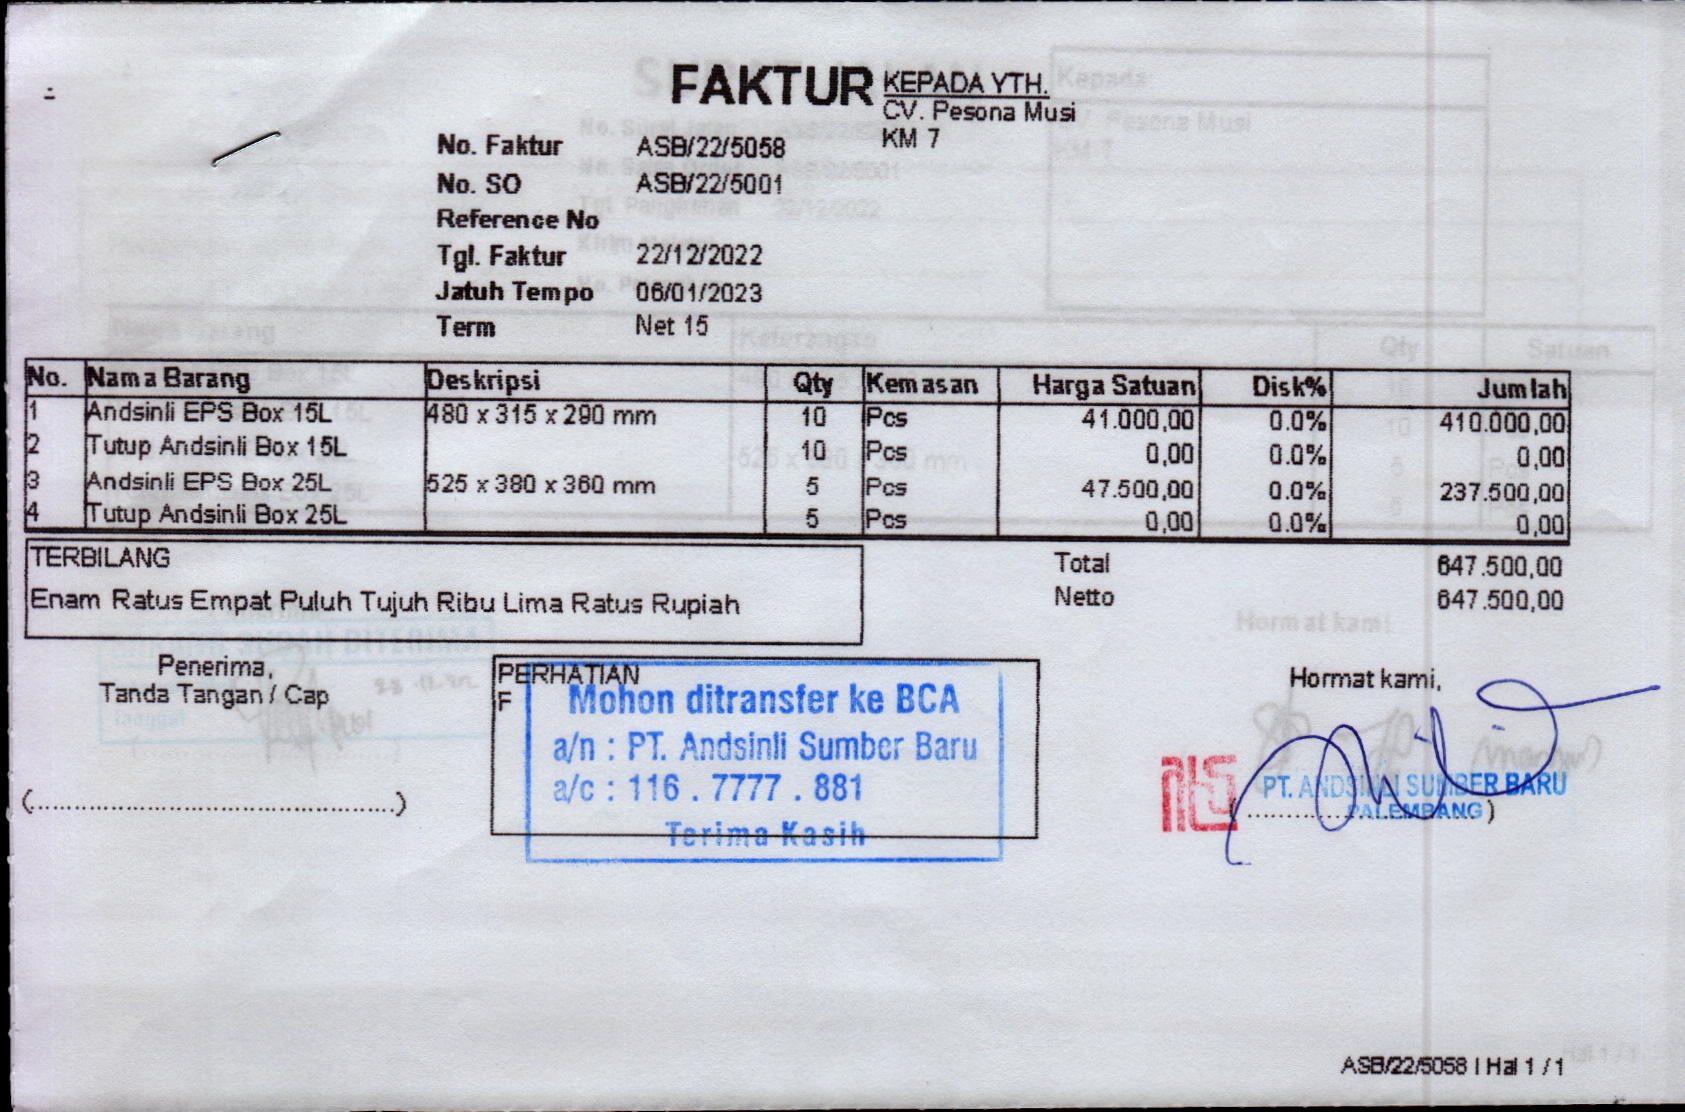 FAKTUR
KEPADA YTH.
CV. Pesona Musi
KM 7
No. Faktur ASB/22/5058
No. SO ASB/22/5001
Reference No
Tgl. Faktur 22/12/2022
Jatuh Tempo 06/01/2023
Term Net 15
No. Nama Barang Deskripsi Qty Kemasan Harga Satuan Disk% Jumlah
1 Andsinli EPS Box 15L 480 x 315 x 290 mm 10 Pcs 41.000,00 0.0% 410.000,00
2 Tutup Andsinli Box 15L 10 Pcs 0,00 0.0% 0,00
3 Andsinli EPS Box 25L 525 x 380 x 360 mm 5 Pcs 47.500,00 0.0% 237.500,00
4 Tutup Andsinli Box 25L 5 Pcs 0,00 0.0% 0,00
TERBILANG
Enam Ratus Empat Puluh Tujuh Ribu Lima Ratus Rupiah
Total 647.500,00
Netto 647.500,00
Penerima,
Tanda Tangan / Cap
(..........................................)
PERHATIAN
F
Mohon ditransfer ke BCA
a/n : PT. Andsinli Sumber Baru
a/c : 116 . 7777 . 881
Terima Kasih
Hormat kami,
PT. ANDSINLI SUMBER BARU
PALEMBANG
ASB/22/5058 | Hal 1 / 1